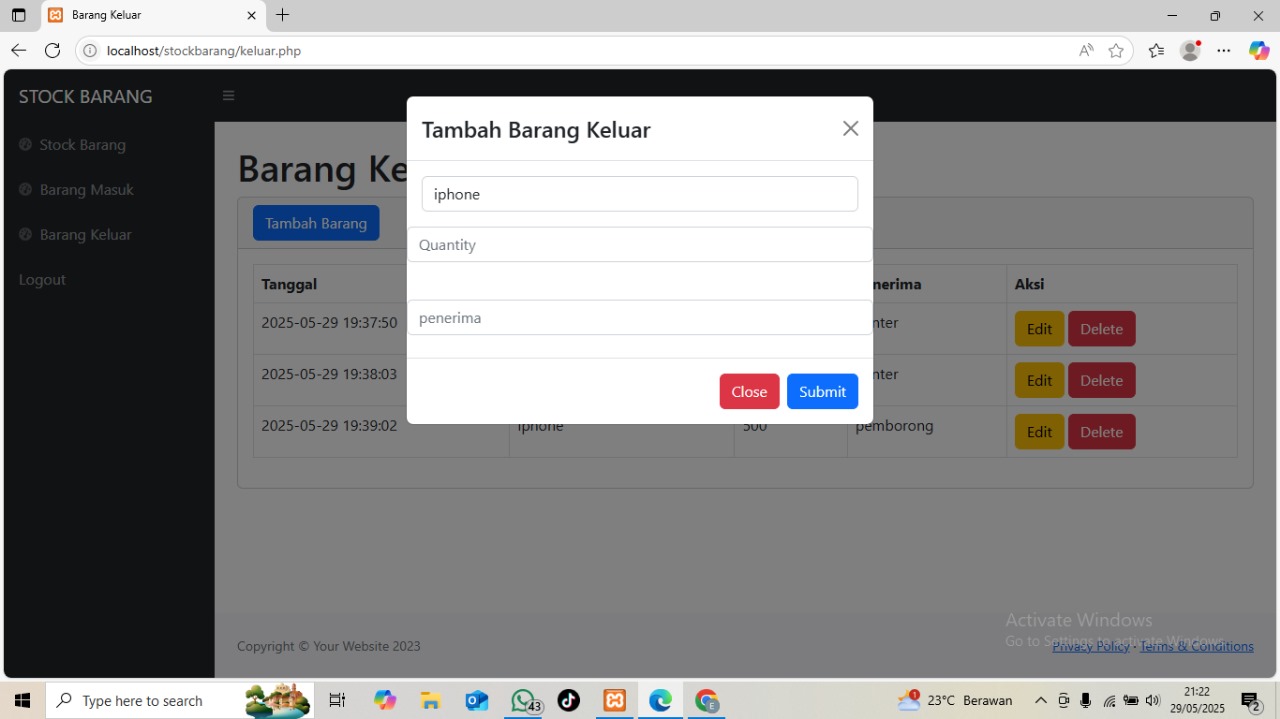 Barang Keluar
localhost/stockbarang/keluar.php
STOCK BARANG
Stock Barang
Barang Masuk
Barang Keluar
Logout
Barang Ke
Tambah Barang
Tambah Barang Keluar
iphone
Quantity
penerima
Close Submit
Tanggal nerima Aksi
2025-05-29 19:37:50 nter Edit Delete
2025-05-29 19:38:03 nter Edit Delete
2025-05-29 19:39:02 iphone 500 pemborong Edit Delete
Activate Windows
Go to Settings to activate Windows.
Copyright © Your Website 2023 Privacy Policy · Terms & Conditions
Type here to search 43 E 1 23°C Berawan 21:22
29/05/2025 2